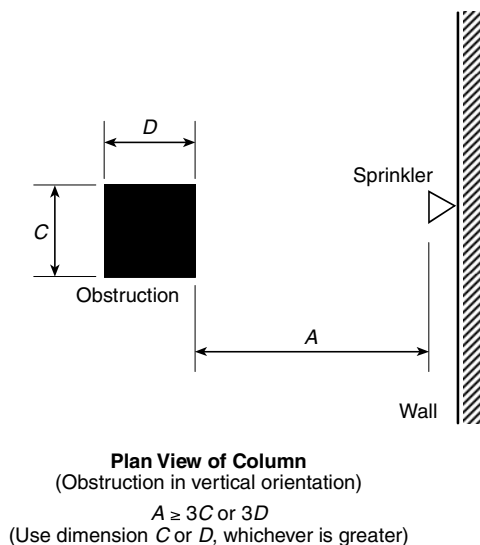 D
Sprinkler
C
Obstruction
A
Wall
Plan View of Column
(Obstruction in vertical orientation)
A ≥ 3C or 3D
(Use dimension C or D, whichever is greater)